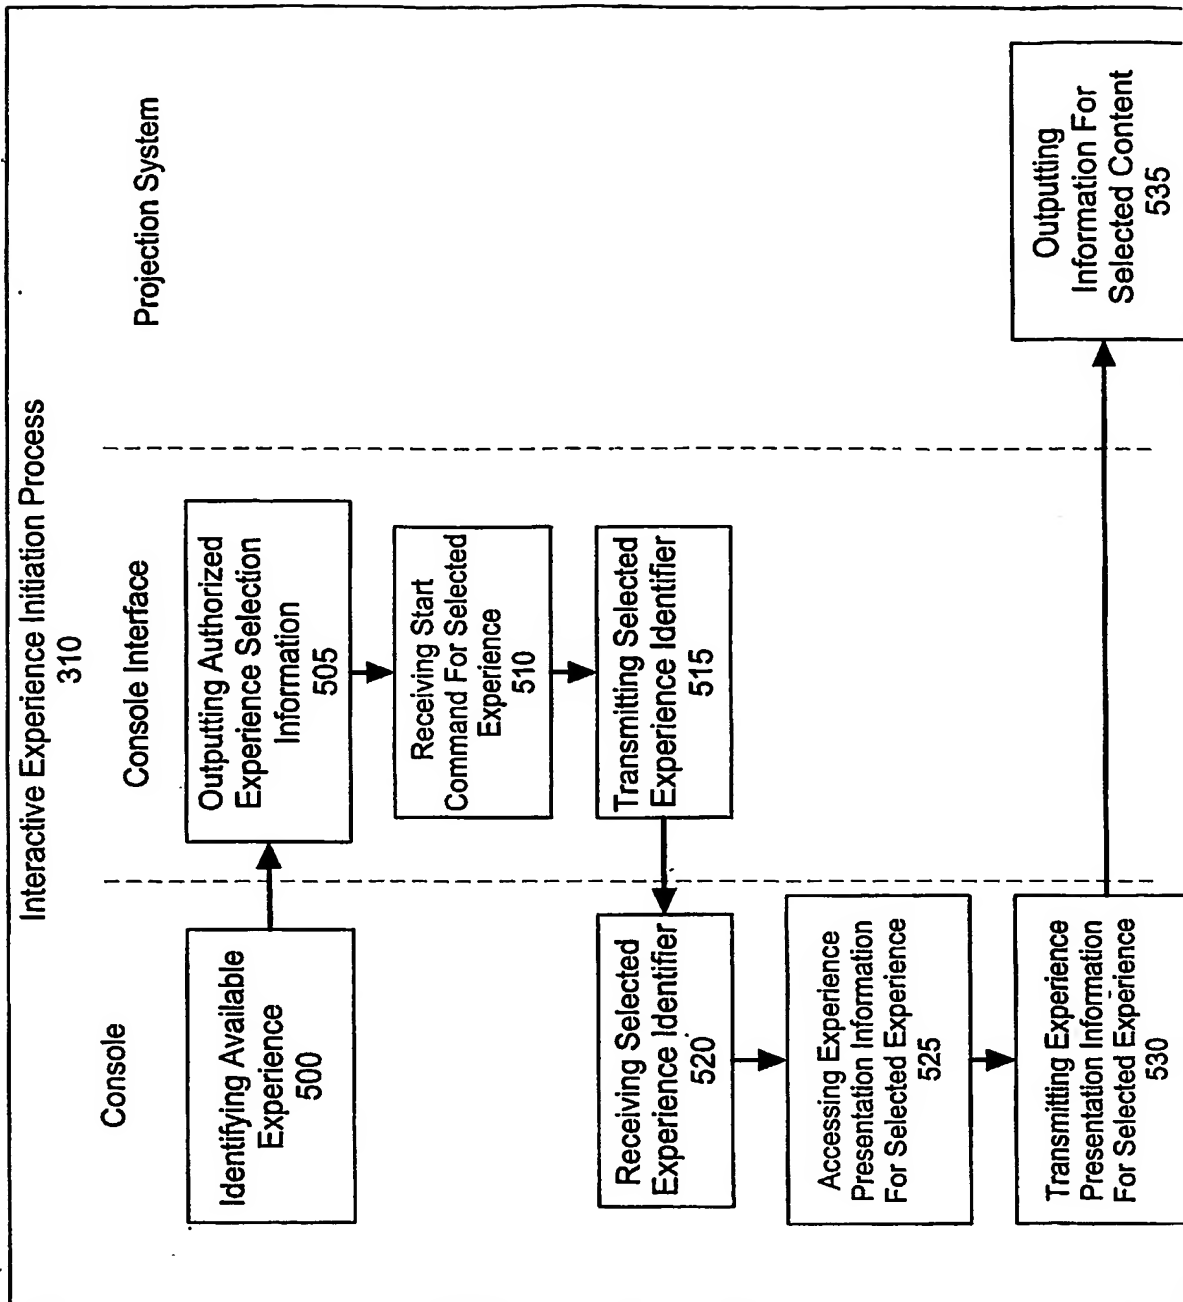 Interactive Experience Initiation Process
310
Console
Console Interface
Projection System
Identifying Available
Experience
500
Outputting Authorized
Experience Selection
Information
505
Receiving Start
Command For Selected
Experience
510
Transmitting Selected
Experience Identifier
515
Receiving Selected
Experience Identifier
520
Accessing Experience
Presentation Information
For Selected Experience
525
Transmitting Experience
Presentation Information
For Selected Experience
530
Outputting
Information For
Selected Content
535